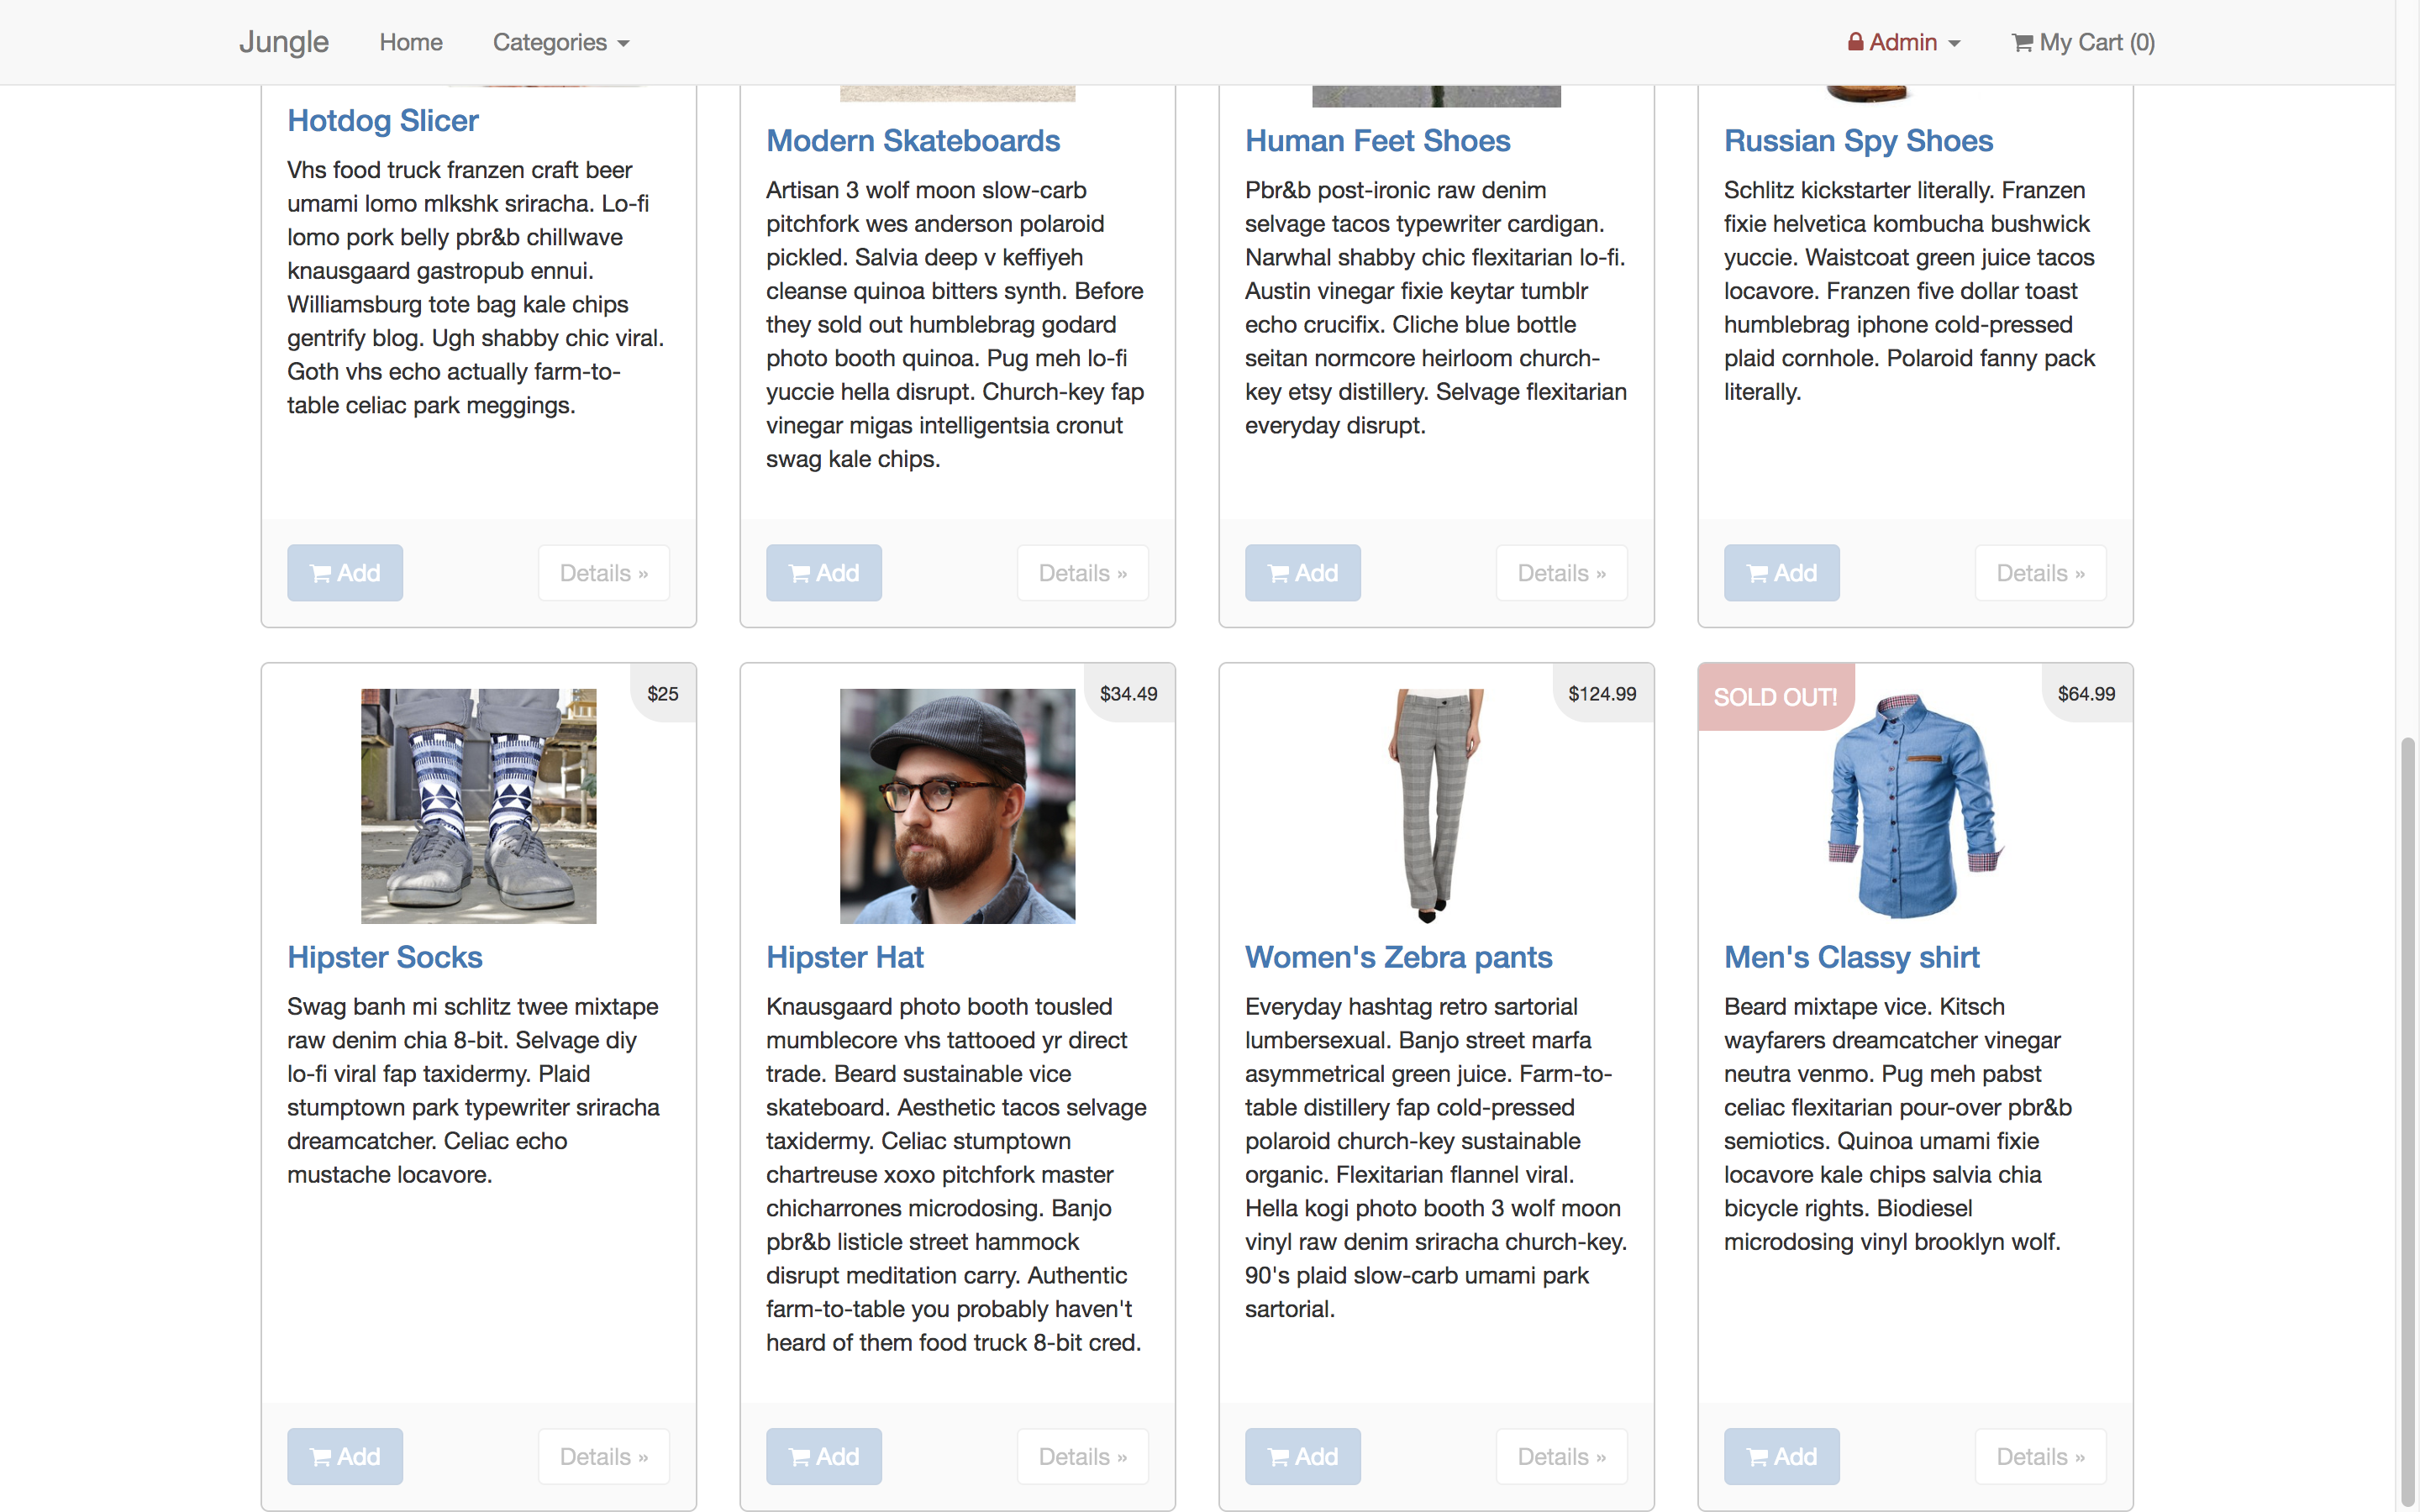 Jungle Home Categories Admin My Cart (0)
Hotdog Slicer
Vhs food truck franzen craft beer
umami lomo mlkshk sriracha. Lo-fi
lomo pork belly pbr&b chillwave
knausgaard gastropub ennui.
Williamsburg tote bag kale chips
gentrify blog. Ugh shabby chic viral.
Goth vhs echo actually farm-to-
table celiac park meggings.
Add Details »
Modern Skateboards
Artisan 3 wolf moon slow-carb
pitchfork wes anderson polaroid
pickled. Salvia deep v keffiyeh
cleanse quinoa bitters synth. Before
they sold out humblebrag godard
photo booth quinoa. Pug meh lo-fi
yuccie hella disrupt. Church-key fap
vinegar migas intelligentsia cronut
swag kale chips.
Add Details »
Human Feet Shoes
Pbr&b post-ironic raw denim
selvage tacos typewriter cardigan.
Narwhal shabby chic flexitarian lo-fi.
Austin vinegar fixie keytar tumblr
echo crucifix. Cliche blue bottle
seitan normcore heirloom church-
key etsy distillery. Selvage flexitarian
everyday disrupt.
Add Details »
Russian Spy Shoes
Schlitz kickstarter literally. Franzen
fixie helvetica kombucha bushwick
yuccie. Waistcoat green juice tacos
locavore. Franzen five dollar toast
humblebrag iphone cold-pressed
plaid cornhole. Polaroid fanny pack
literally.
Add Details »
$25
Hipster Socks
Swag banh mi schlitz twee mixtape
raw denim chia 8-bit. Selvage diy
lo-fi viral fap taxidermy. Plaid
stumptown park typewriter sriracha
dreamcatcher. Celiac echo
mustache locavore.
Add Details »
$34.49
Hipster Hat
Knausgaard photo booth tousled
mumblecore vhs tattooed yr direct
trade. Beard sustainable vice
skateboard. Aesthetic tacos selvage
taxidermy. Celiac stumptown
chartreuse xoxo pitchfork master
chicharrones microdosing. Banjo
pbr&b listicle street hammock
disrupt meditation carry. Authentic
farm-to-table you probably haven't
heard of them food truck 8-bit cred.
Add Details »
$124.99
Women's Zebra pants
Everyday hashtag retro sartorial
lumbersexual. Banjo street marfa
asymmetrical green juice. Farm-to-
table distillery fap cold-pressed
polaroid church-key sustainable
organic. Flexitarian flannel viral.
Hella kogi photo booth 3 wolf moon
vinyl raw denim sriracha church-key.
90's plaid slow-carb umami park
sartorial.
Add Details »
SOLD OUT! $64.99
Men's Classy shirt
Beard mixtape vice. Kitsch
wayfarers dreamcatcher vinegar
neutra venmo. Pug meh pabst
celiac flexitarian pour-over pbr&b
semiotics. Quinoa umami fixie
locavore kale chips salvia chia
bicycle rights. Biodiesel
microdosing vinyl brooklyn wolf.
Add Details »